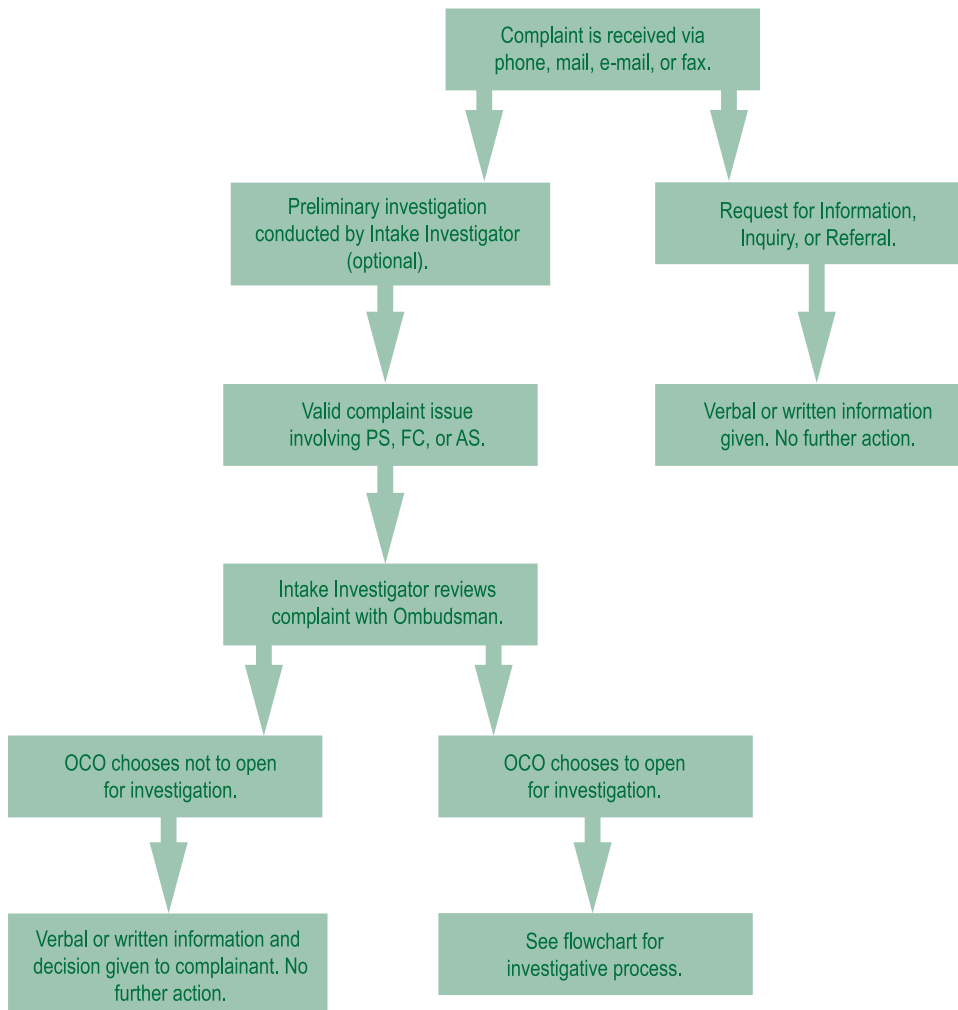 Complaint is received via
phone, mail, e-mail, or fax.
Preliminary investigation
conducted by Intake Investigator
(optional).
Request for Information,
Inquiry, or Referral.
Valid complaint issue
involving PS, FC, or AS.
Verbal or written information
given. No further action.
Intake Investigator reviews
complaint with Ombudsman.
OCO chooses not to open
for investigation.
OCO chooses to open
for investigation.
Verbal or written information and
decision given to complainant. No
further action.
See flowchart for
investigative process.